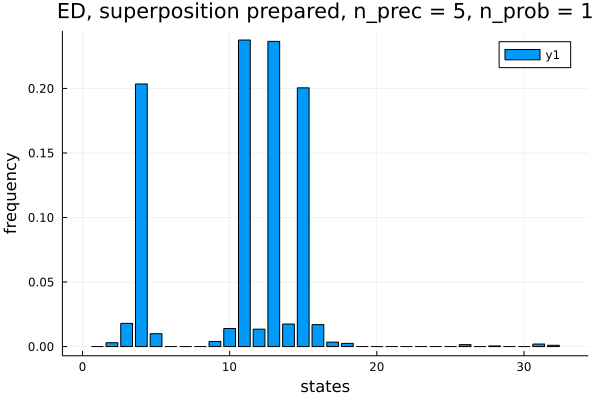 ED, superposition prepared, n_prec = 5, n_prob = 1
y1
0.20
0.15
0.10
0.05
0.00
frequency
0 10 20 30
states